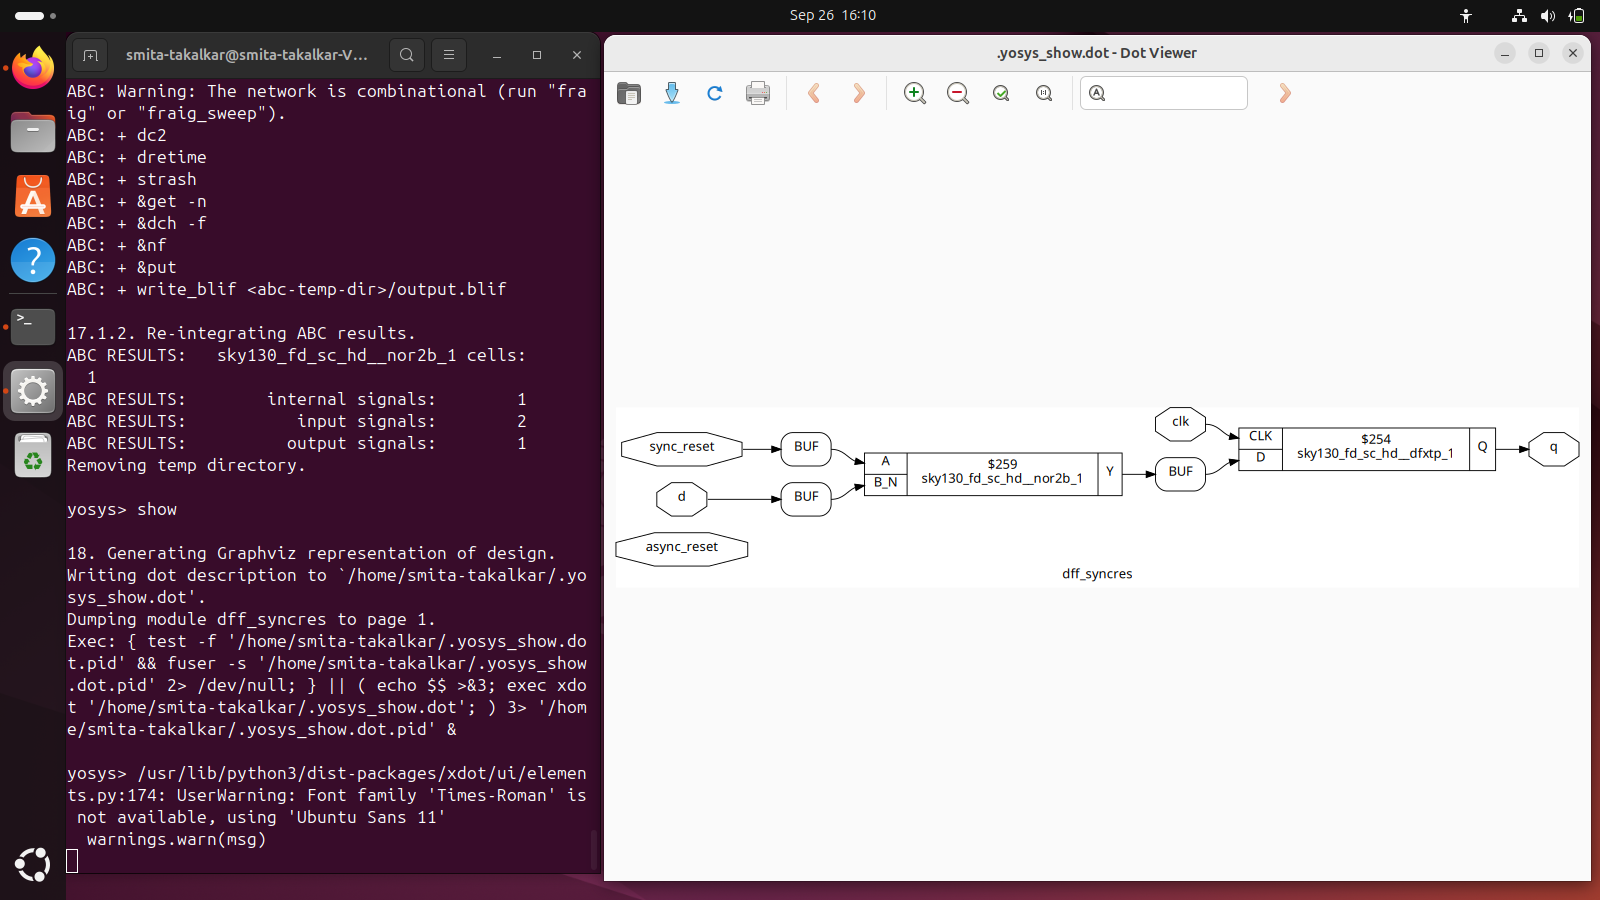 Sep 26 16:10
smita-takalkar@smita-takalkar-V...
ABC: Warning: The network is combinational (run "fra
ig" or "fraig_sweep").
ABC: + dc2
ABC: + dretime
ABC: + strash
ABC: + &get -n
ABC: + &dch -f
ABC: + &nf
ABC: + &put
ABC: + write_blif <abc-temp-dir>/output.blif
17.1.2. Re-integrating ABC results.
ABC RESULTS:   sky130_fd_sc_hd__nor2b_1 cells:
  1
ABC RESULTS:        internal signals:        1
ABC RESULTS:           input signals:        2
ABC RESULTS:          output signals:        1
Removing temp directory.
yosys> show
18. Generating Graphviz representation of design.
Writing dot description to `/home/smita-takalkar/.yo
sys_show.dot'.
Dumping module dff_syncres to page 1.
Exec: { test -f '/home/smita-takalkar/.yosys_show.do
t.pid' && fuser -s '/home/smita-takalkar/.yosys_show
.dot.pid' 2> /dev/null; } || ( echo $$ >&3; exec xdo
t '/home/smita-takalkar/.yosys_show.dot'; ) 3> '/hom
e/smita-takalkar/.yosys_show.dot.pid' &
yosys> /usr/lib/python3/dist-packages/xdot/ui/elemen
ts.py:174: UserWarning: Font family 'Times-Roman' is
 not available, using 'Ubuntu Sans 11'
  warnings.warn(msg)
.yosys_show.dot - Dot Viewer
sync_reset
BUF
d
BUF
async_reset
A
B_N
$259
sky130_fd_sc_hd__nor2b_1
Y
clk
BUF
CLK
D
$254
sky130_fd_sc_hd__dfxtp_1
Q
q
dff_syncres